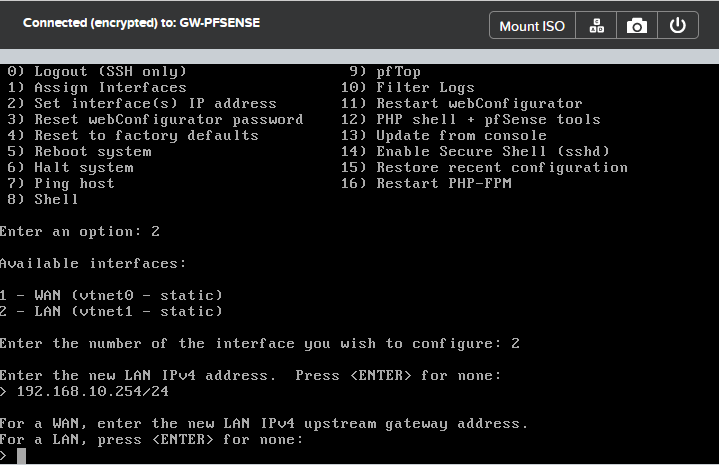 Connected (encrypted) to: GW-PFSENSE
Mount ISO
0) Logout (SSH only) 9) pfTop
1) Assign Interfaces 10) Filter Logs
2) Set interface(s) IP address 11) Restart webConfigurator
3) Reset webConfigurator password 12) PHP shell + pfSense tools
4) Reset to factory defaults 13) Update from console
5) Reboot system 14) Enable Secure Shell (sshd)
6) Halt system 15) Restore recent configuration
7) Ping host 16) Restart PHP-FPM
8) Shell
Enter an option: 2
Available interfaces:
1 - WAN (vtnet0 - static)
2 - LAN (vtnet1 - static)
Enter the number of the interface you wish to configure: 2
Enter the new LAN IPv4 address.  Press <ENTER> for none:
> 192.168.10.254/24
For a WAN, enter the new LAN IPv4 upstream gateway address.
For a LAN, press <ENTER> for none:
>